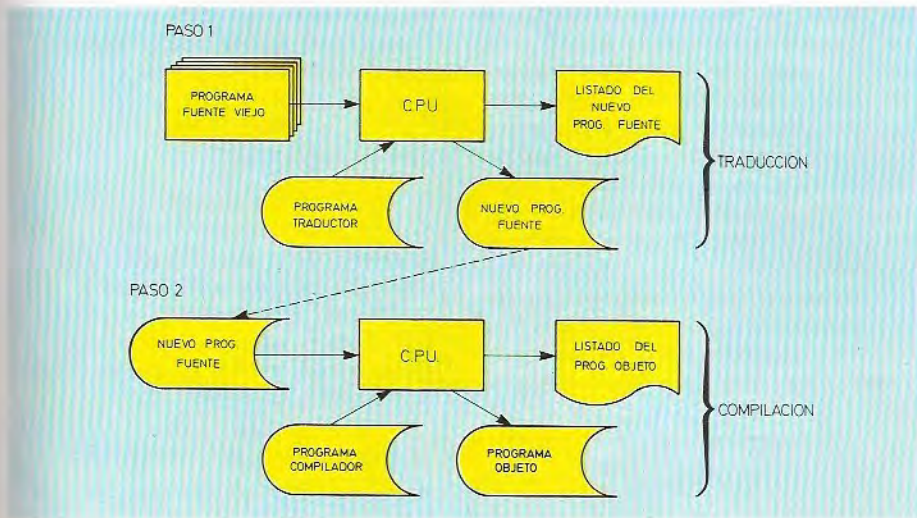 PASO 1
PROGRAMA
FUENTE VIEJO
C.P.U
LISTADO DEL
NUEVO
PROG. FUENTE
TRADUCCION
PROGRAMA
TRADUCTOR
NUEVO PROG.
FUENTE
PASO 2
NUEVO PROG.
FUENTE
C.P.U.
LISTADO DEL
PROG. OBJETO
COMPILACION
PROGRAMA
COMPILADOR
PROGRAMA
OBJETO